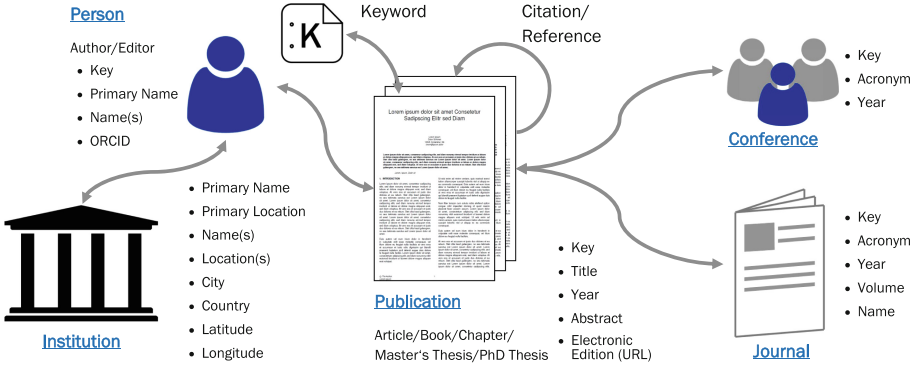 Person
Author/Editor
• Key
• Primary Name
• Name(s)
• ORCID
K
Keyword
Citation/
Reference
Lorem ipsum dolor sit amet Consetetur
Sadipscing Elitr sed Diam
1. INTRODUCTION
• Key
• Acronym
• Year
Conference
• Primary Name
• Primary Location
• Name(s)
• Location(s)
• City
• Country
• Latitude
• Longitude
Institution
Publication
Article/Book/Chapter/
Master's Thesis/PhD Thesis
• Key
• Title
• Year
• Abstract
• Electronic
Edition (URL)
• Key
• Acronym
• Year
• Volume
• Name
Journal